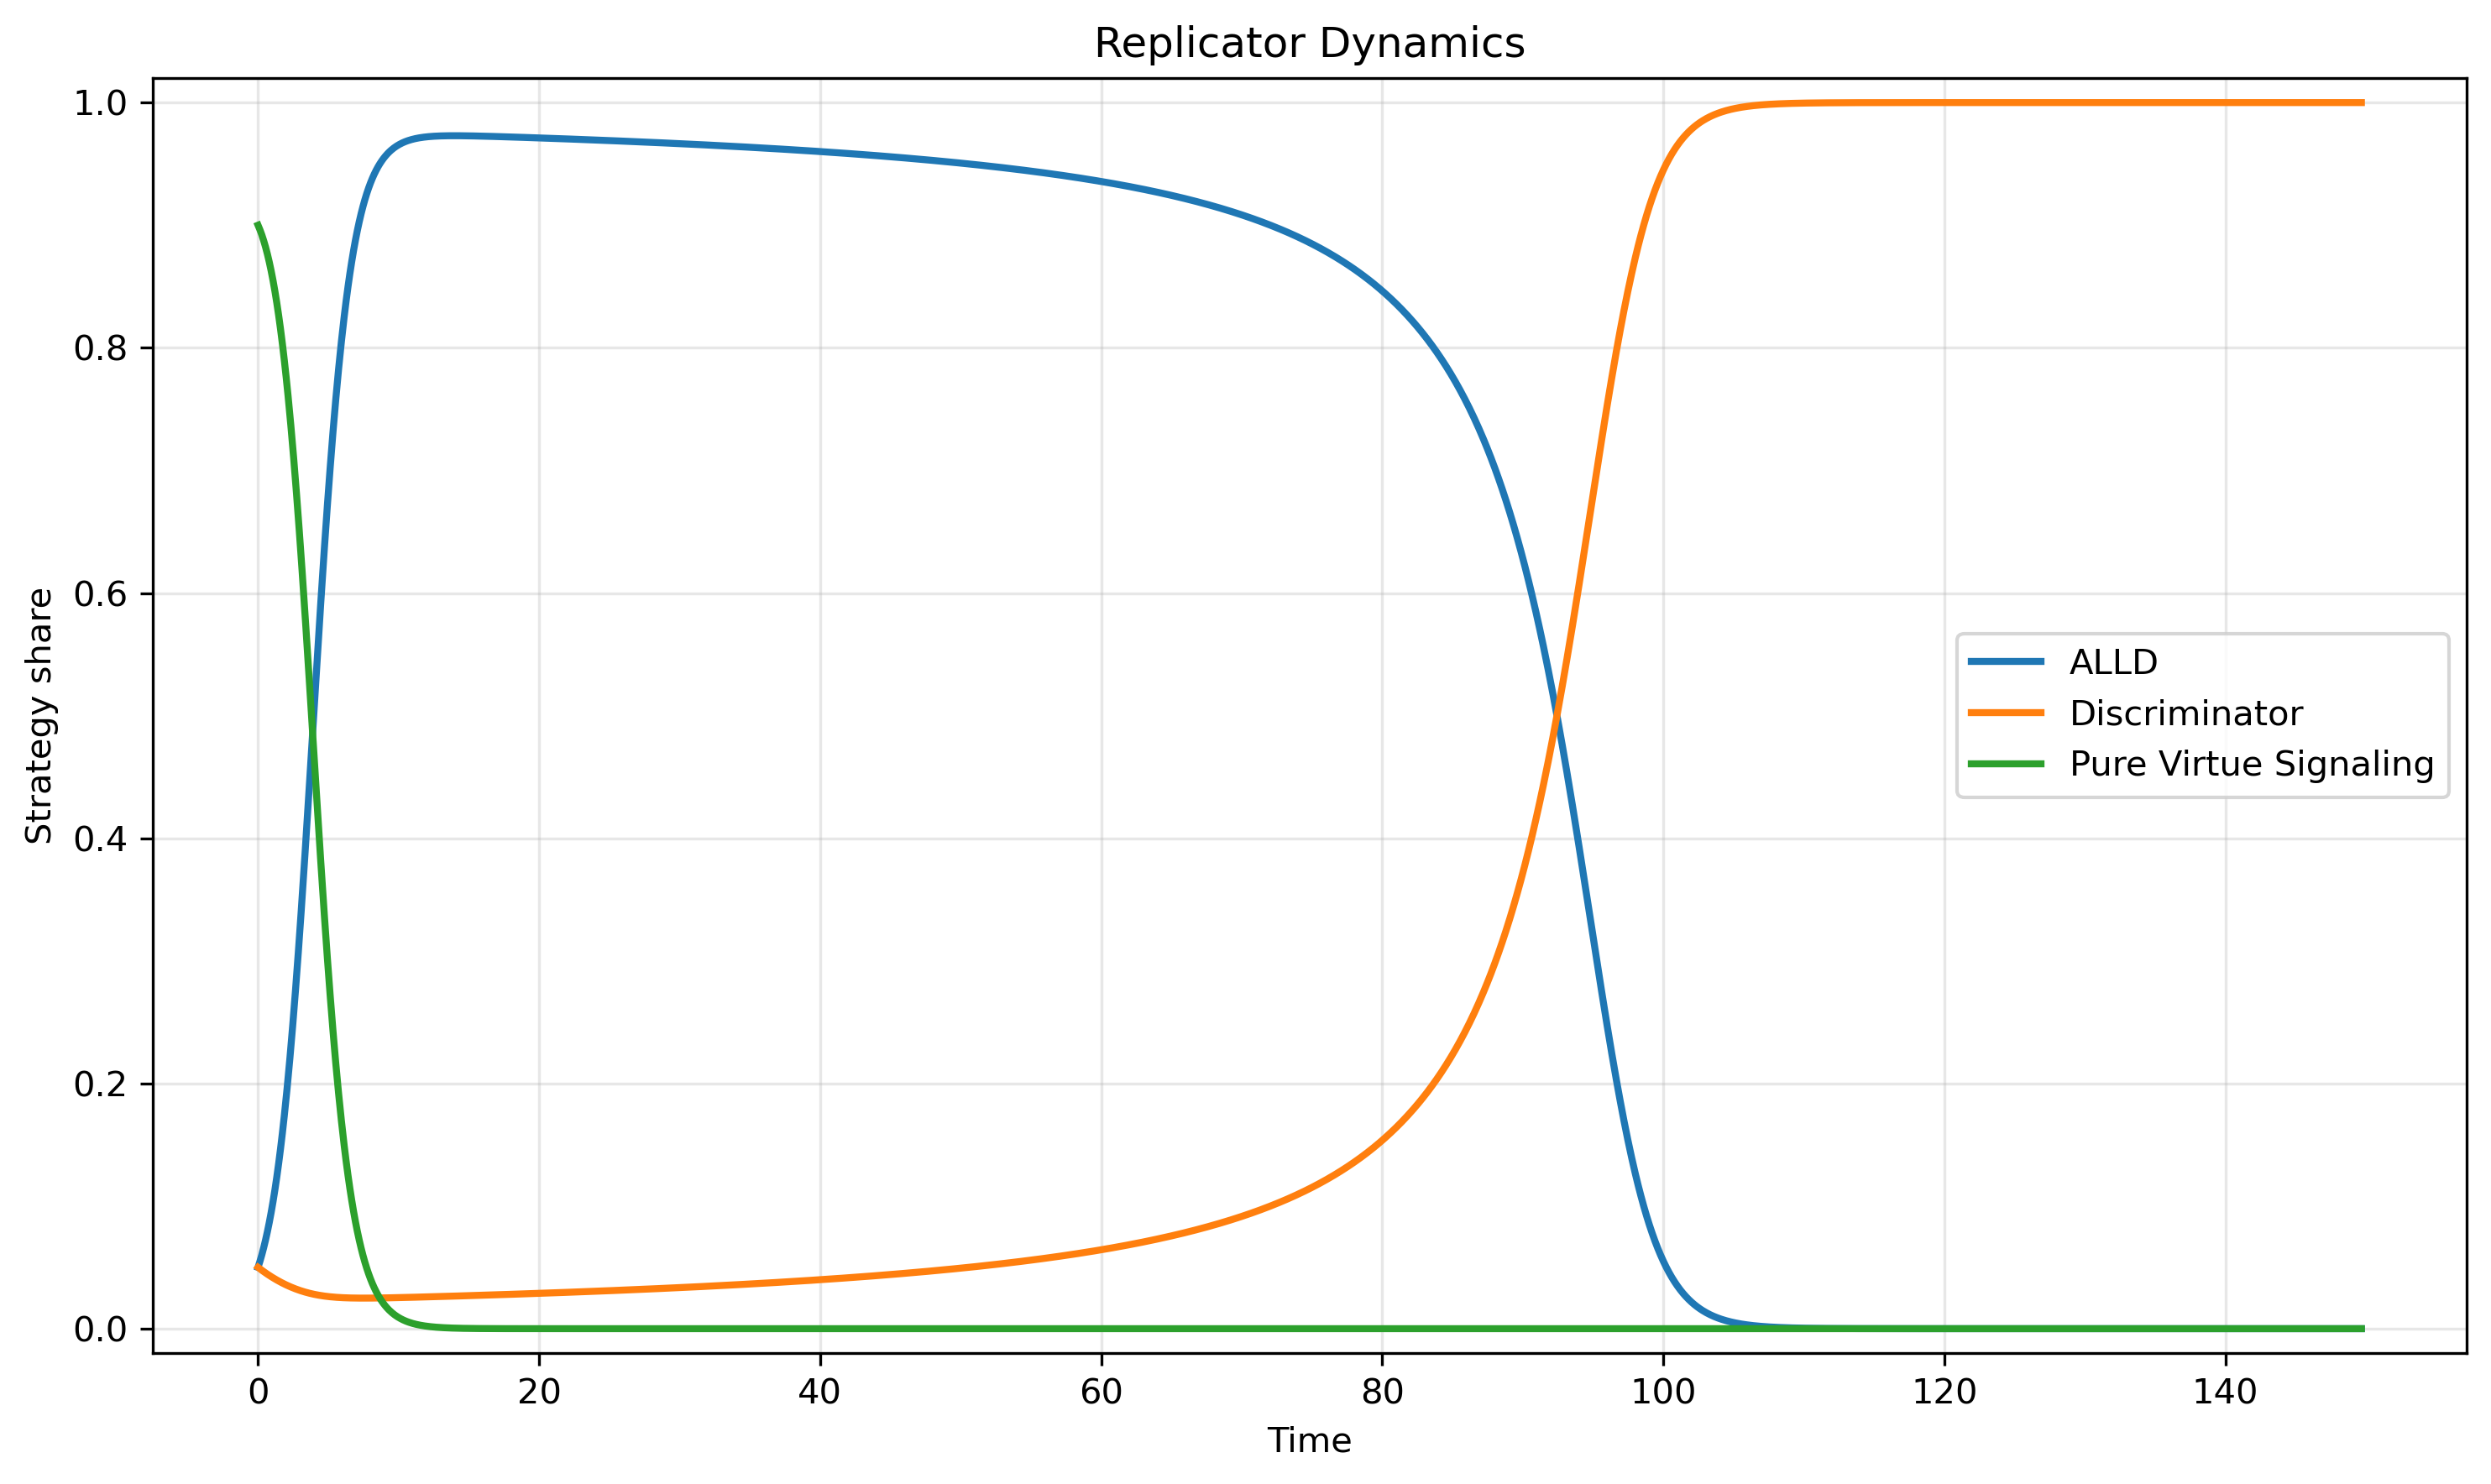 Replicator Dynamics
Strategy share
1.0
0.8
0.6
0.4
0.2
0.0
ALLD
Discriminator
Pure Virtue Signaling
0 20 40 60 80 100 120 140
Time